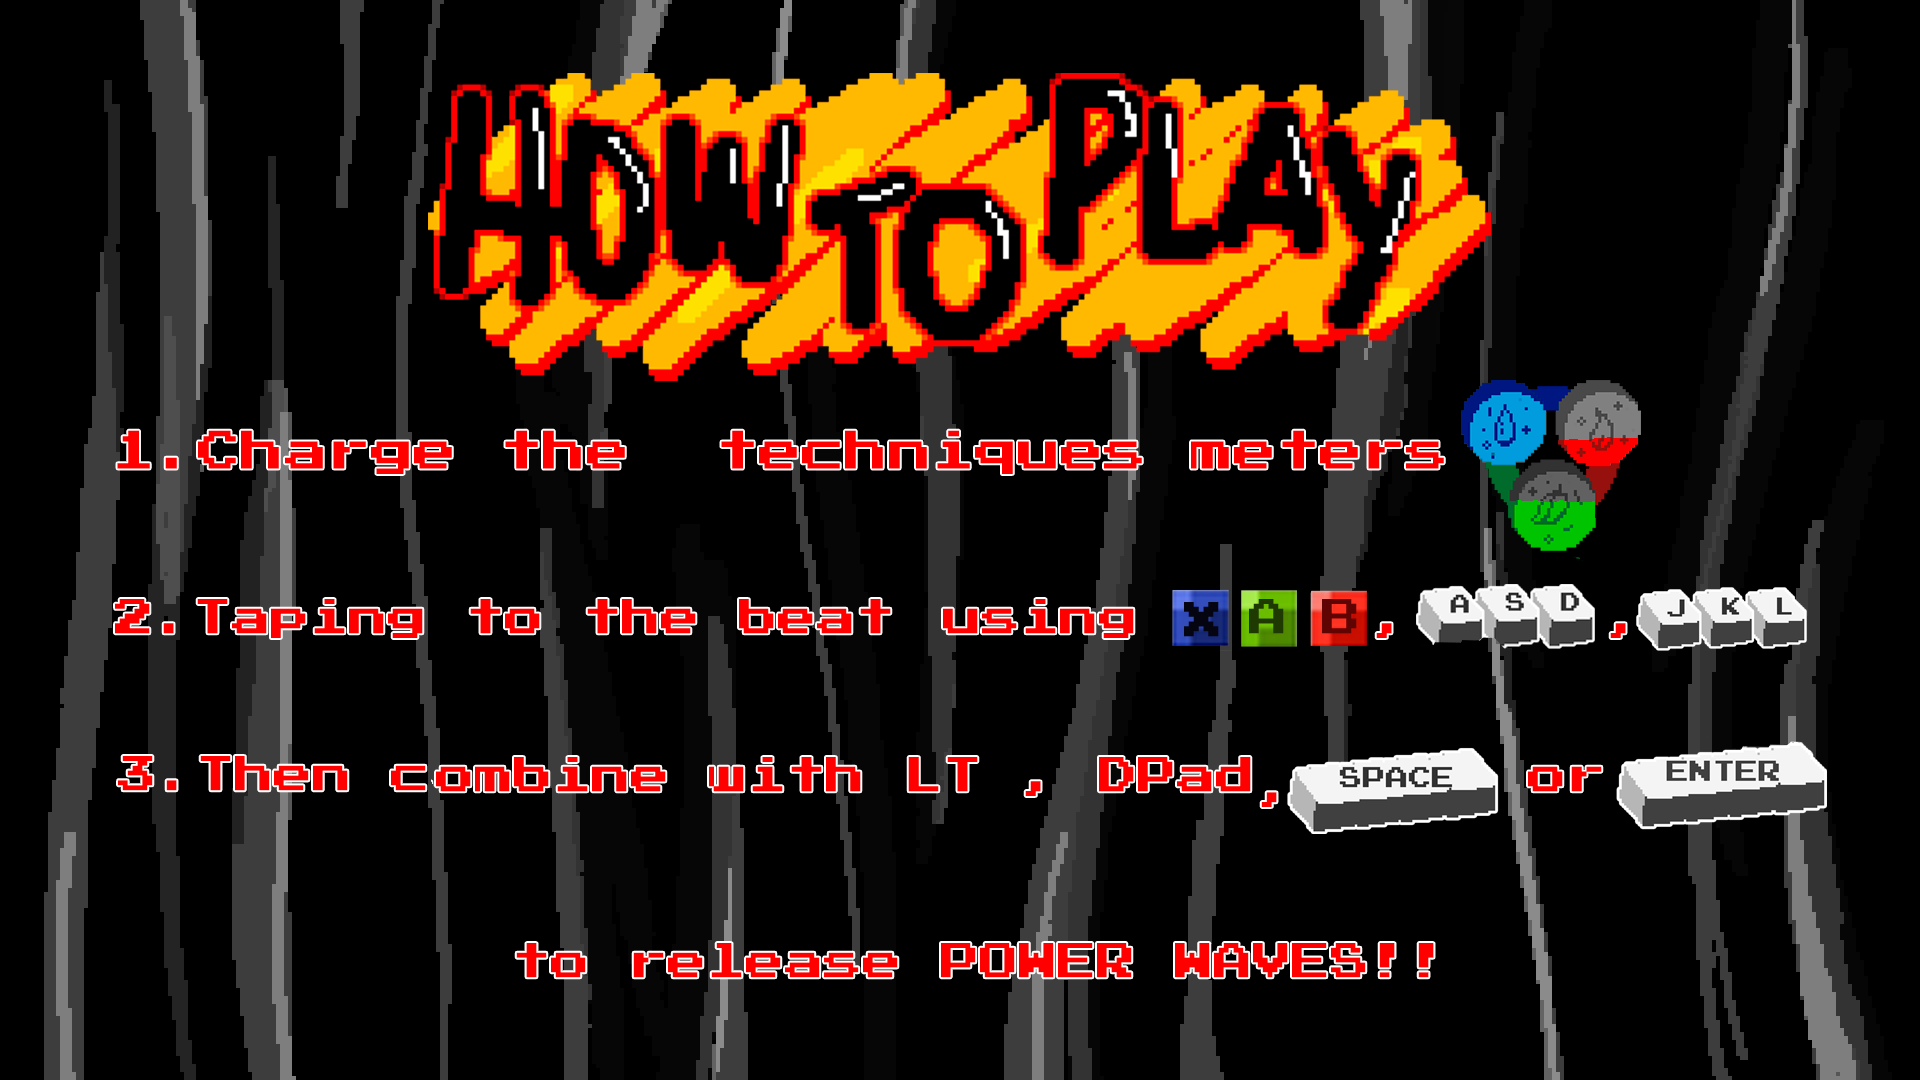 HOW TO PLAY
1.Charge the techniques meters
2.Taping to the beat using X A B, A S D, J K L
3.Then combine with LT , DPad, SPACE or ENTER
to release POWER WAVES!!